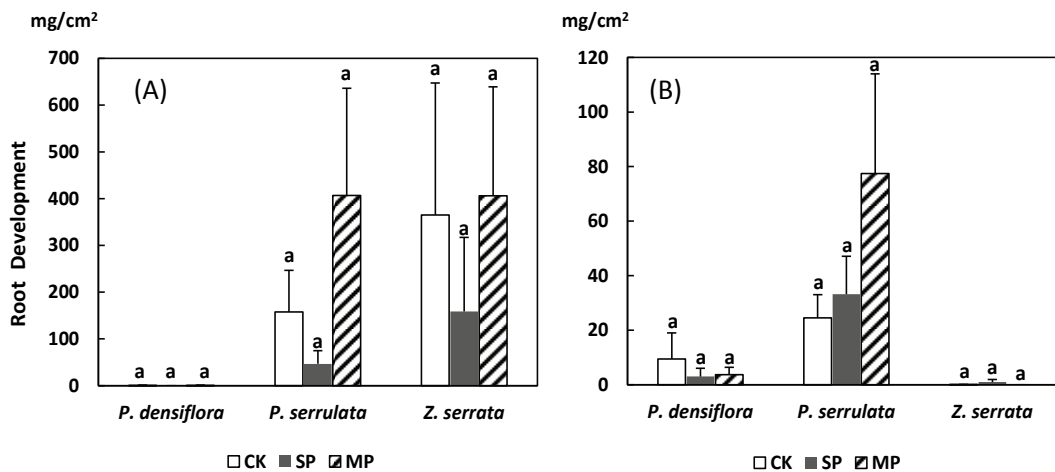 mg/cm²
mg/cm²
Root Development
700
600
500
400
300
200
100
0
(A)
a a a
a a a
a a a
P. densiflora P. serrulata Z. serrata
CK SP MP
120
100
80
60
40
20
0
(B)
a a a
a a a
a a a
P. densiflora P. serrulata Z. serrata
CK SP MP